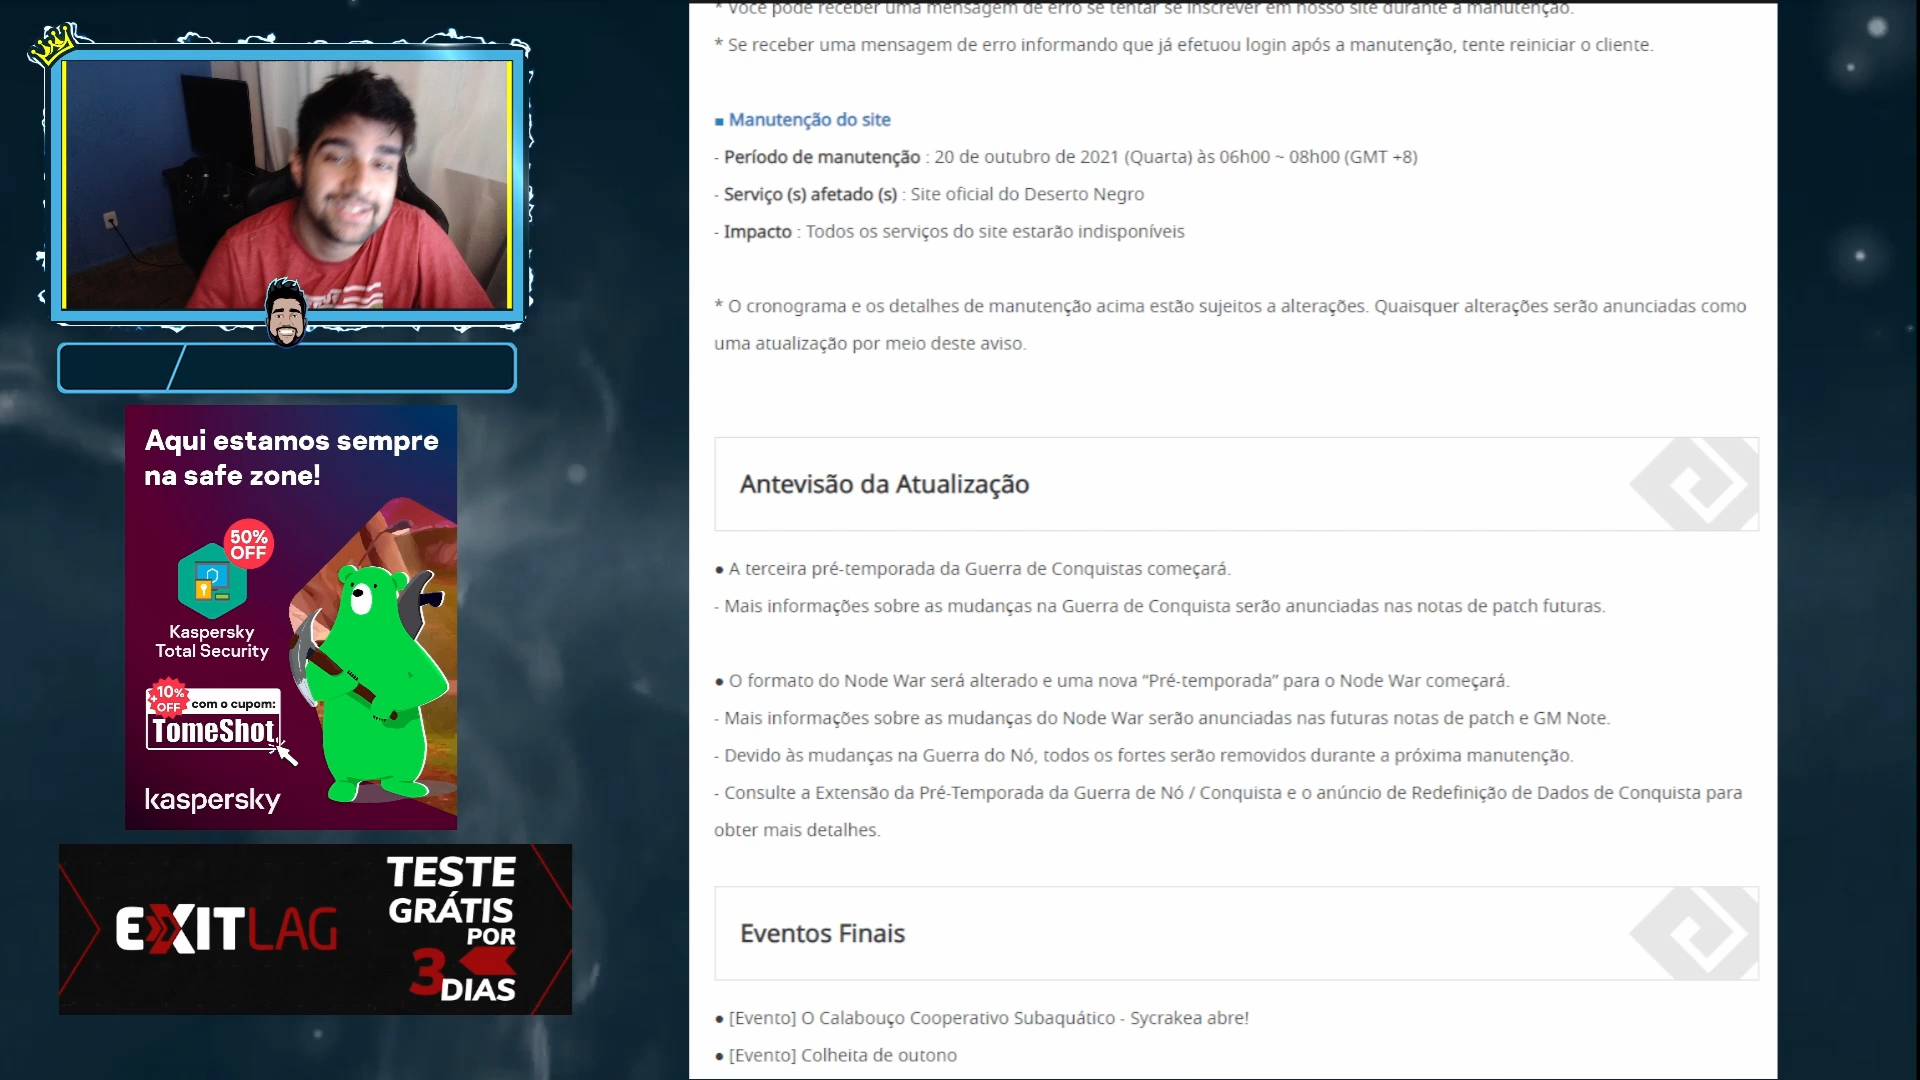 * Você pode receber uma mensagem de erro se tentar se inscrever em nosso site durante a manutenção.
* Se receber uma mensagem de erro informando que já efetuou login após a manutenção, tente reiniciar o cliente.
■ Manutenção do site
- Período de manutenção : 20 de outubro de 2021 (Quarta) às 06h00 ~ 08h00 (GMT +8)
- Serviço (s) afetado (s) : Site oficial do Deserto Negro
- Impacto : Todos os serviços do site estarão indisponíveis
* O cronograma e os detalhes de manutenção acima estão sujeitos a alterações. Quaisquer alterações serão anunciadas como
uma atualização por meio deste aviso.
Antevisão da Atualização
● A terceira pré-temporada da Guerra de Conquistas começará.
- Mais informações sobre as mudanças na Guerra de Conquista serão anunciadas nas notas de patch futuras.
● O formato do Node War será alterado e uma nova “Pré-temporada” para o Node War começará.
- Mais informações sobre as mudanças do Node War serão anunciadas nas futuras notas de patch e GM Note.
- Devido às mudanças na Guerra do Nó, todos os fortes serão removidos durante a próxima manutenção.
- Consulte a Extensão da Pré-Temporada da Guerra de Nó / Conquista e o anúncio de Redefinição de Dados de Conquista para
obter mais detalhes.
Eventos Finais
● [Evento] O Calabouço Cooperativo Subaquático - Sycrakea abre!
● [Evento] Colheita de outono
Aqui estamos sempre
na safe zone!
50%
OFF
Kaspersky
Total Security
+10%
OFF
com o cupom:
TomeShot
kaspersky
EXITLAG
TESTE
GRÁTIS
POR
3
DIAS